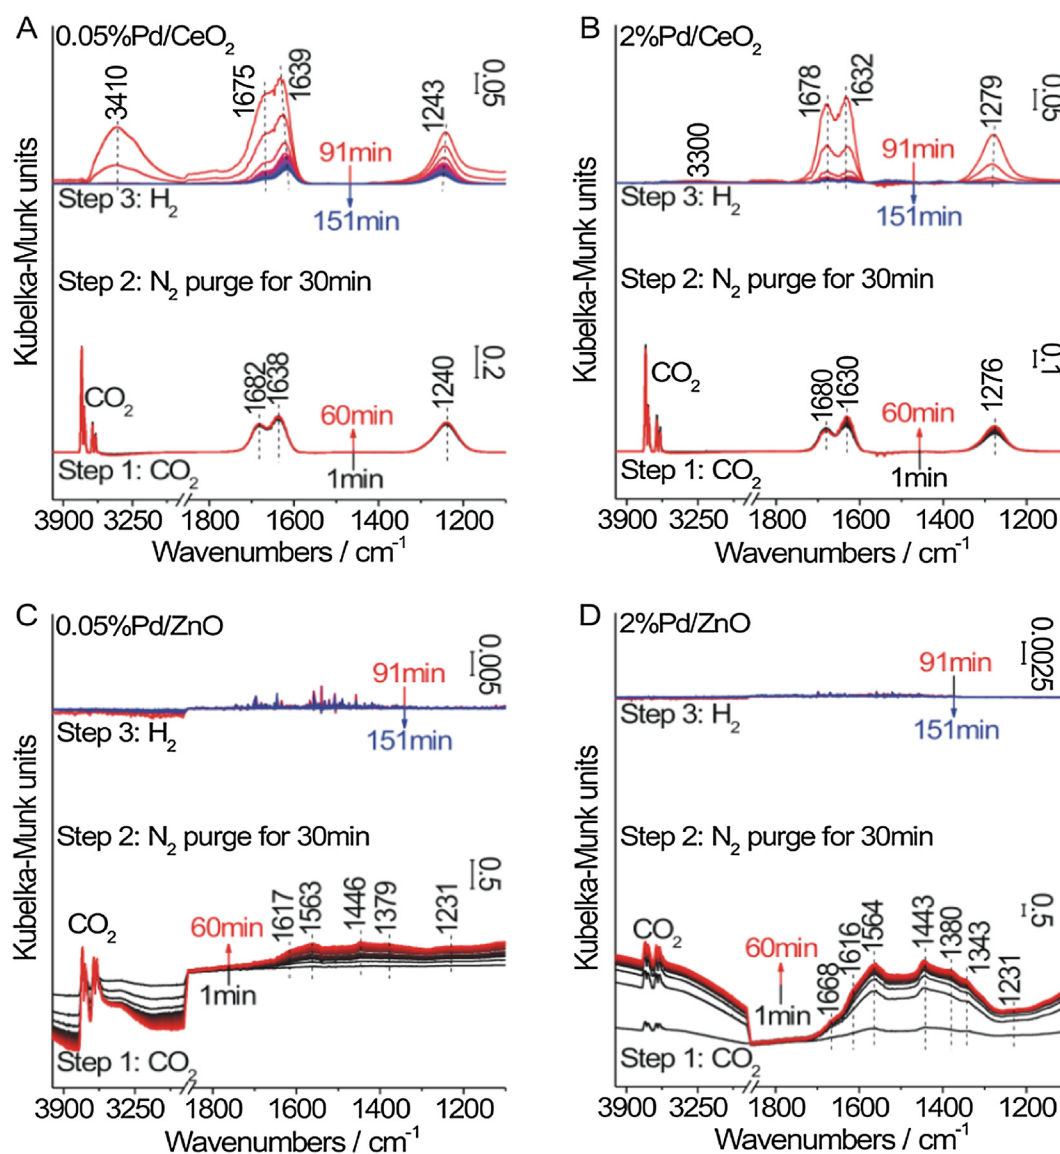 A
0.05%Pd/CeO₂
3410
1675
1639
1243
0.05
91min
Step 3: H₂
151min
Step 2: N₂ purge for 30min
CO₂
1682
1638
1240
0.2
60min
Step 1: CO₂
1min
3900 3250 1800 1600 1400 1200
Wavenumbers / cm⁻¹
Kubelka-Munk units
B
2%Pd/CeO₂
3300
1678
1632
1279
0.05
91min
Step 3: H₂
151min
Step 2: N₂ purge for 30min
CO₂
1680
1630
1276
0.1
60min
Step 1: CO₂
1min
3900 3250 1800 1600 1400 1200
Wavenumbers / cm⁻¹
Kubelka-Munk units
C
0.05%Pd/ZnO
0.005
91min
Step 3: H₂
151min
Step 2: N₂ purge for 30min
0.5
CO₂
60min
1min
1617
1563
1446
1379
1231
Step 1: CO₂
3900 3250 1800 1600 1400 1200
Wavenumbers / cm⁻¹
Kubelka-Munk units
D
2%Pd/ZnO
0.0025
91min
Step 3: H₂
151min
Step 2: N₂ purge for 30min
0.5
CO₂
60min
1min
1668
1616
1564
1443
1380
1343
1231
Step 1: CO₂
3900 3250 1800 1600 1400 1200
Wavenumbers / cm⁻¹
Kubelka-Munk units